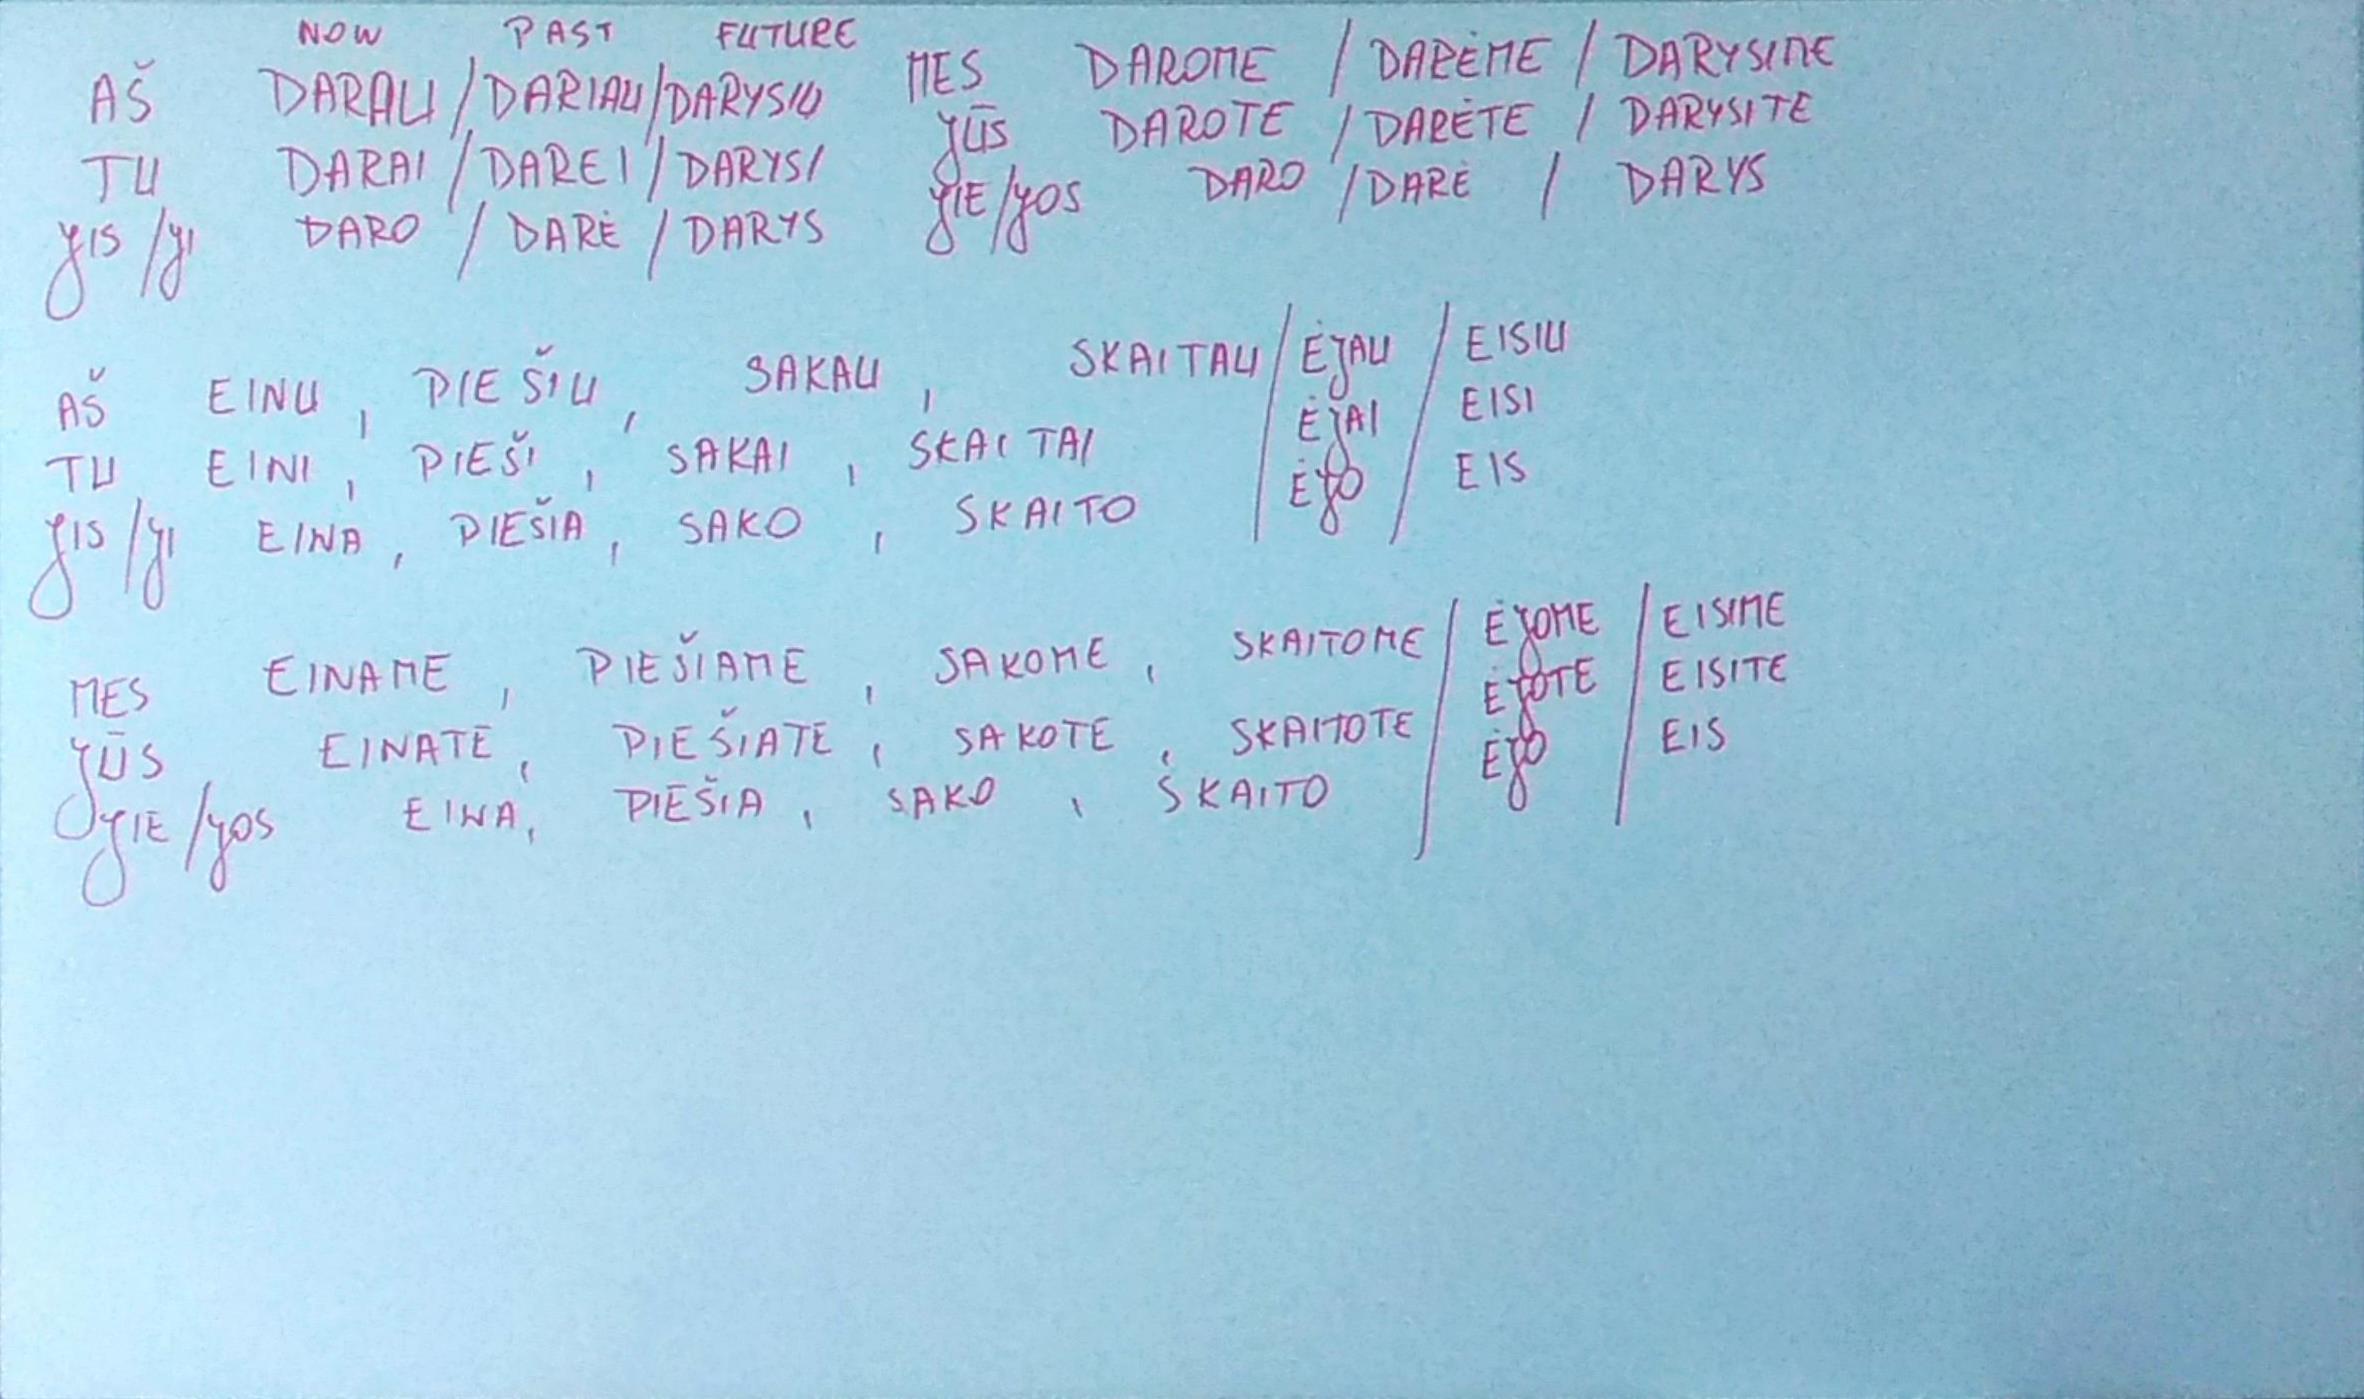 NOW PAST FUTURE
AŠ DARAU / DARIAU / DARYSIU
TU DARAI / DAREI / DARYSI
JIS / JI DARO / DARĖ / DARYS
MES DAROME / DARĖME / DARYSIME
JŪS DAROTE / DARĖTE / DARYSITE
JIE / JOS DARO / DARĖ / DARYS
AŠ EINU, PIEŠIU, SAKAU, SKAITAU / ĖJAU / EISIU
TU EINI, PIEŠI, SAKAI, SKAITAI / ĖJAI / EISI
JIS / JI EINA, PIEŠIA, SAKO, SKAITO / ĖJO / EIS
MES EINAME, PIEŠIAME, SAKOME, SKAITOME / ĖJOME / EISIME
JŪS EINATE, PIEŠIATE, SAKOTE, SKAITOTE / ĖJOTE / EISITE
JIE / JOS EINA, PIEŠIA, SAKO, SKAITO / ĖJO / EIS